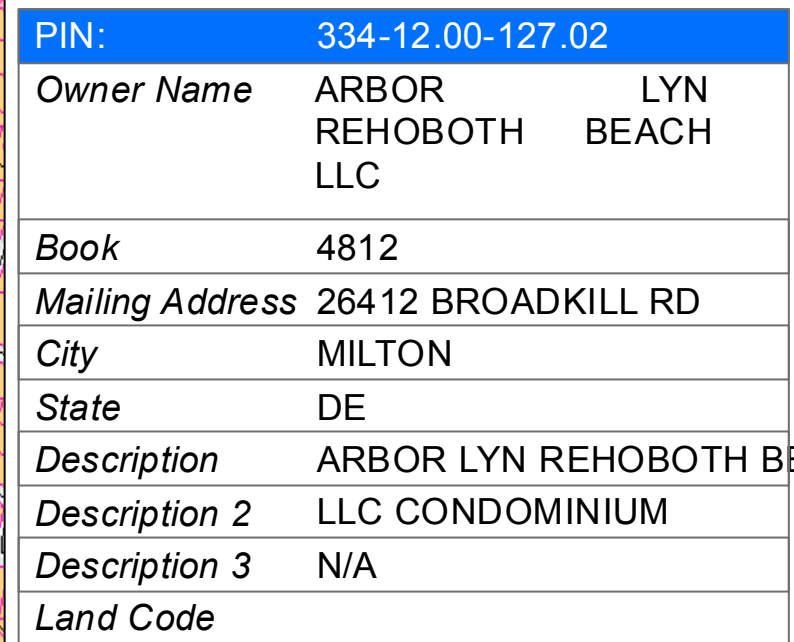 PIN: 334-12.00-127.02
Owner Name ARBOR LYN
REHOBOTH BEACH
LLC
Book 4812
Mailing Address 26412 BROADKILL RD
City MILTON
State DE
Description ARBOR LYN REHOBOTH BE
Description 2 LLC CONDOMINIUM
Description 3 N/A
Land Code